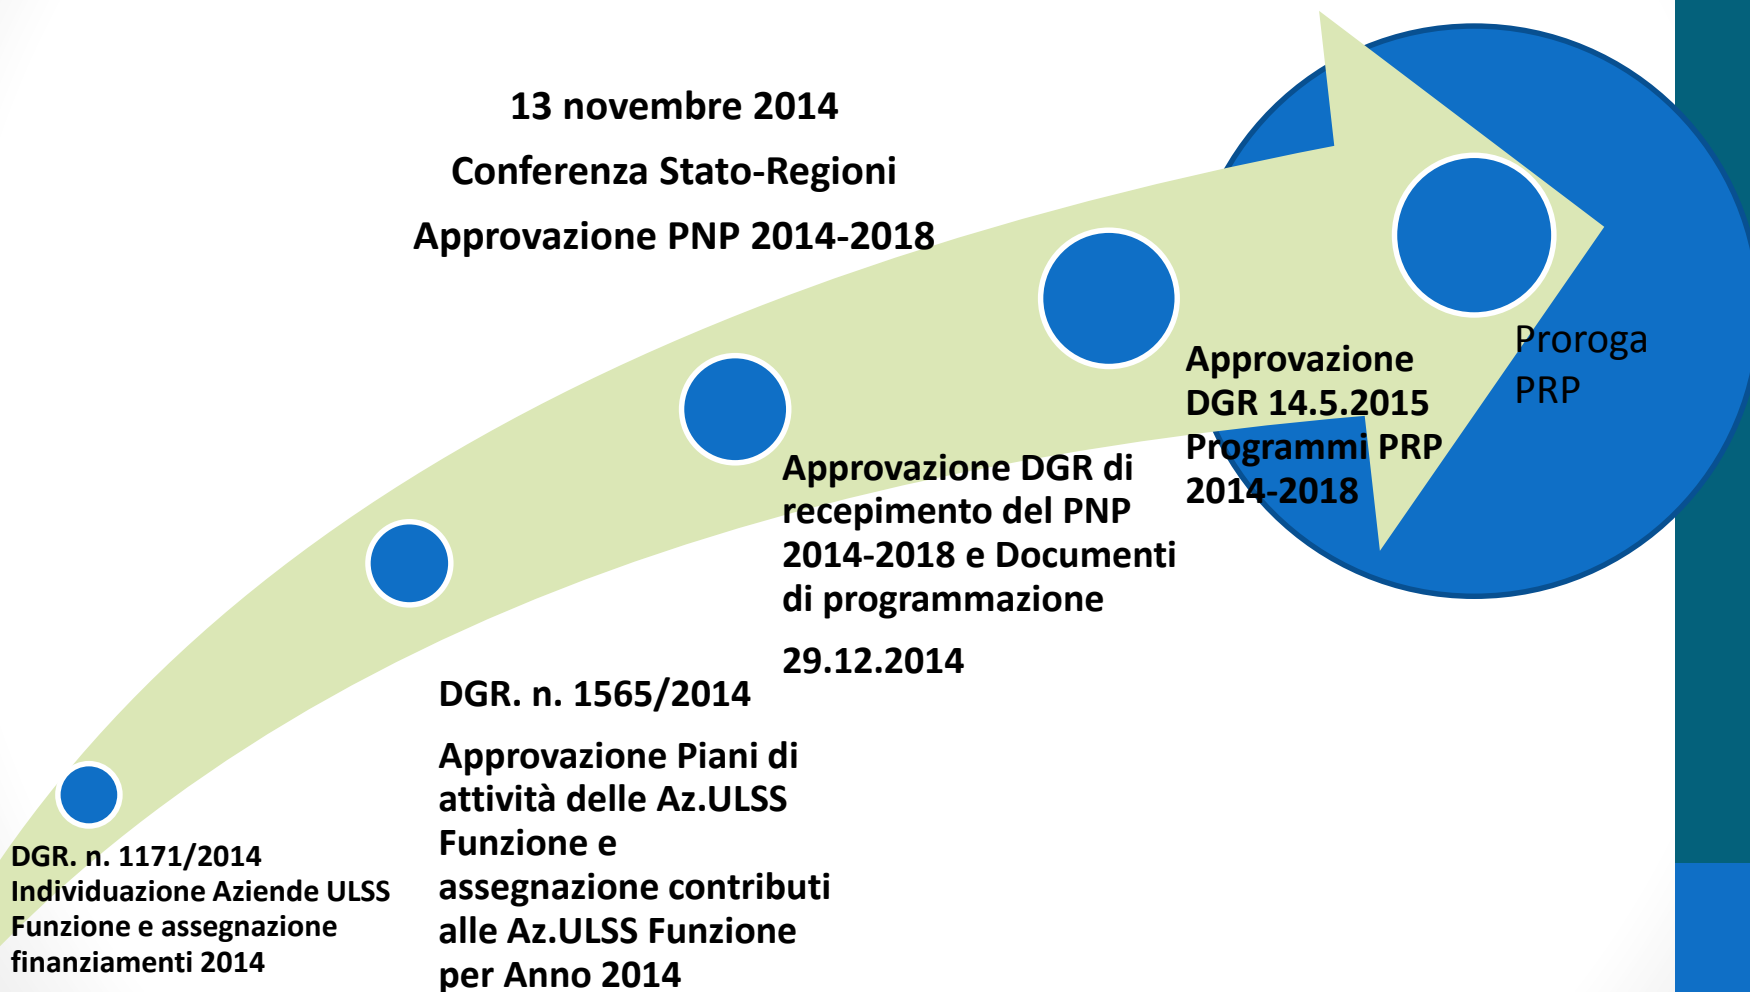 13 novembre 2014
Conferenza Stato-Regioni
Approvazione PNP 2014-2018
DGR. n. 1171/2014
Individuazione Aziende ULSS
Funzione e assegnazione
finanziamenti 2014
DGR. n. 1565/2014
Approvazione Piani di
attività delle Az.ULSS
Funzione e
assegnazione contributi
alle Az.ULSS Funzione
per Anno 2014
Approvazione DGR di
recepimento del PNP
2014-2018 e Documenti
di programmazione
29.12.2014
Approvazione
DGR 14.5.2015
Programmi PRP
2014-2018
Proroga
PRP